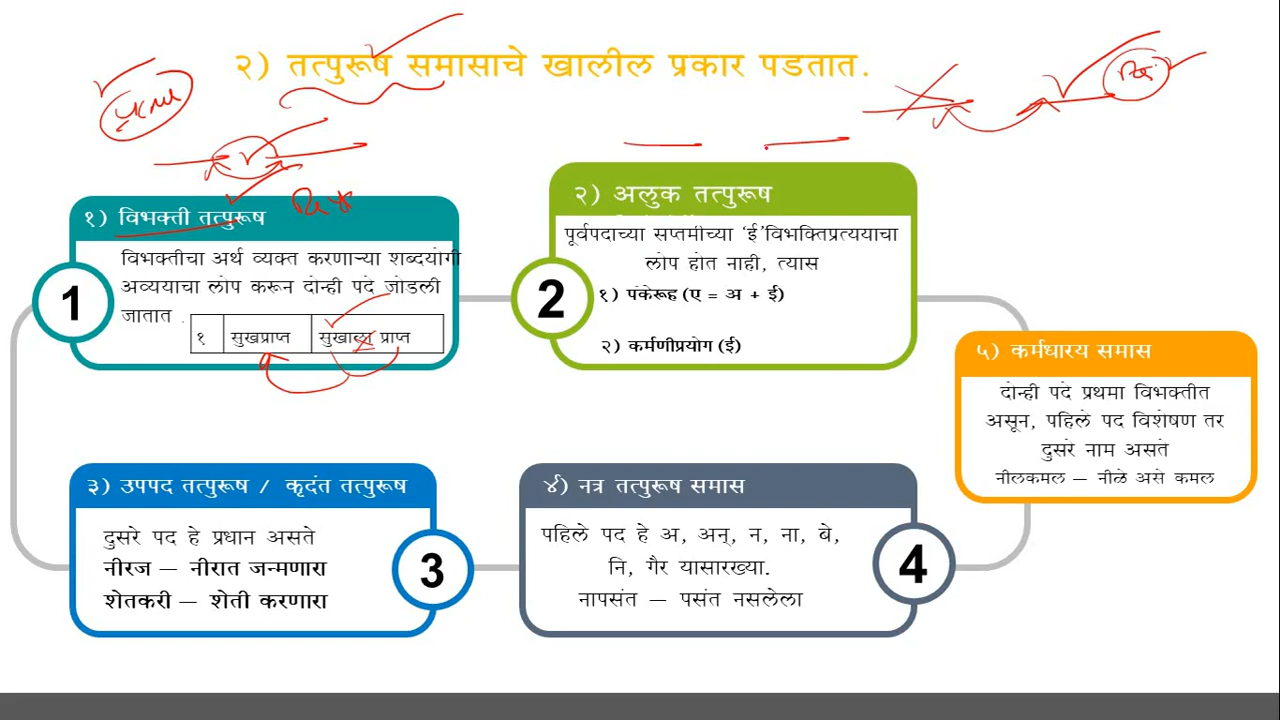 २) तत्पुरूष समासाचे खालील प्रकार पडतात.
१) विभक्ती तत्पुरूष
विभक्तीचा अर्थ व्यक्त करणाऱ्या शब्दयोगी
अव्ययाचा लोप करून दोन्ही पदे जोडली
जातात .
१ सुखप्राप्त सुखाला प्राप्त
1
२) अलुक तत्पुरूष
पूर्वपदाच्या सप्तमीच्या ‘ई’विभक्तिप्रत्ययाचा
लोप होत नाही, त्यास
१) पंकेरूह (ए = अ + ई)
२) कर्मणीप्रयोग (ई)
2
५) कर्मधारय समास
दोन्ही पदे प्रथमा विभक्तीत
असून, पहिले पद विशेषण तर
दुसरे नाम असते
नीलकमल – नीळे असे कमल
३) उपपद तत्पुरूष / कृदंत तत्पुरूष
दुसरे पद हे प्रधान असते
नीरज – नीरात जन्मणारा
शेतकरी – शेती करणारा
3
४) नत्र तत्पुरूष समास
पहिले पद हे अ, अन्, न, ना, बे,
नि, गैर यासारख्या.
नापसंत – पसंत नसलेला
4